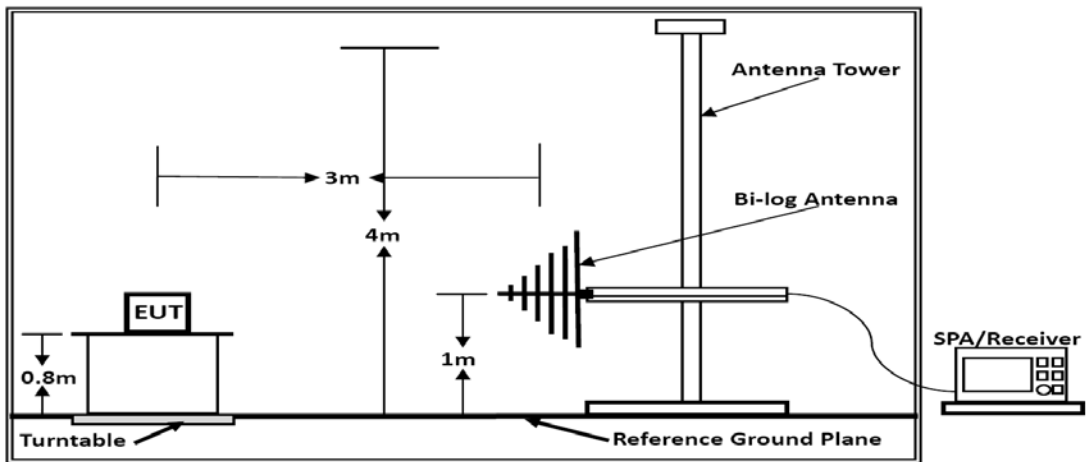 Antenna Tower
3m
Bi-log Antenna
4m
EUT
SPA/Receiver
1m
0.8m
Turntable
Reference Ground Plane